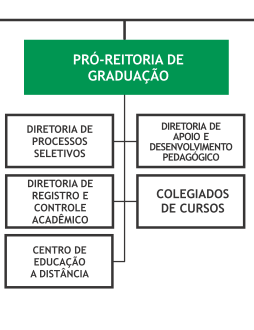 PRÓ-REITORIA DE
GRADUAÇÃO
DIRETORIA DE
PROCESSOS
SELETIVOS
DIRETORIA DE
APOIO E
DESENVOLVIMENTO
PEDAGÓGICO
DIRETORIA DE
REGISTRO E
CONTROLE
ACADÊMICO
COLEGIADOS
DE CURSOS
CENTRO DE
EDUCAÇÃO
A DISTÂNCIA